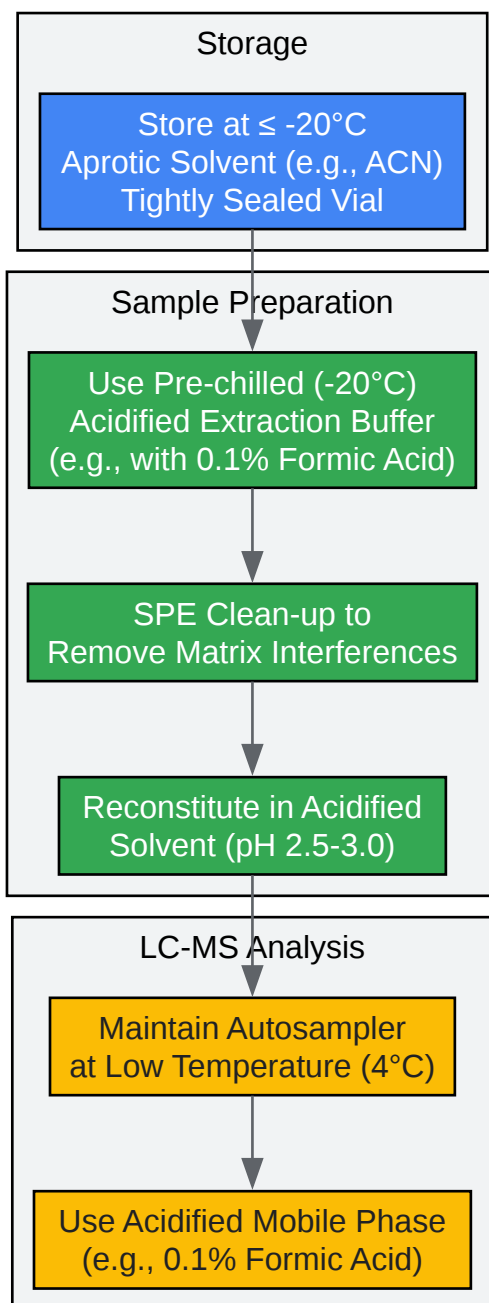 Storage
Store at ≤ -20°C
Aprotic Solvent (e.g., ACN)
Tightly Sealed Vial
Sample Preparation
Use Pre-chilled (-20°C)
Acidified Extraction Buffer
(e.g., with 0.1% Formic Acid)
SPE Clean-up to
Remove Matrix Interferences
Reconstitute in Acidified
Solvent (pH 2.5-3.0)
LC-MS Analysis
Maintain Autosampler
at Low Temperature (4°C)
Use Acidified Mobile Phase
(e.g., 0.1% Formic Acid)